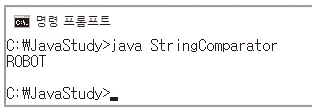 명령 프롬프트
C:₩JavaStudy>java StringComparator
ROBOT
C:₩JavaStudy>